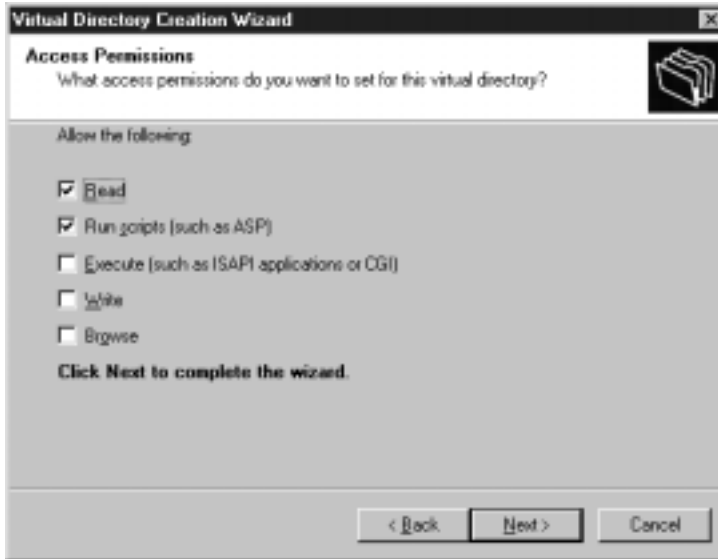 Virtual Directory Creation Wizard
Access Permissions
What access permissions do you want to set for this virtual directory?
Allow the following:
Read
Run scripts (such as ASP)
Execute (such as ISAPI applications or CGI)
Write
Browse
Click Next to complete the wizard.
< Back
Next >
Cancel